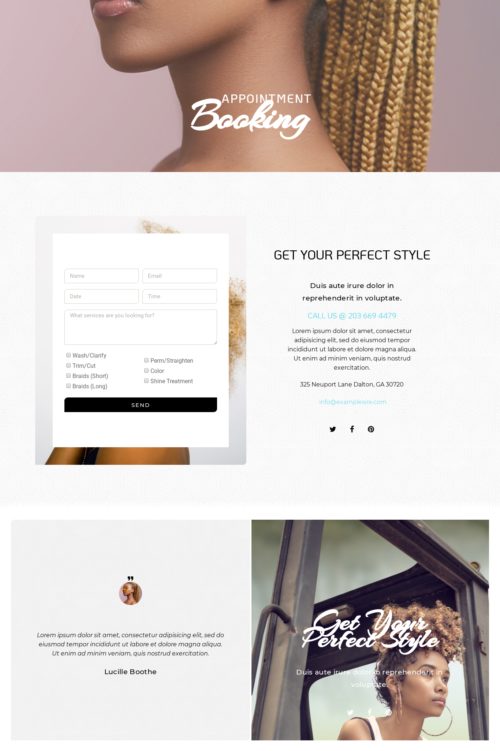 APPOINTMENT
Booking
GET YOUR PERFECT STYLE
Duis aute irure dolor in
reprehenderit in voluptate.
CALL US @ 203 669 4479
Lorem ipsum dolor sit amet, consectetur
adipisicing elit, sed do eiusmod tempor
incididunt ut labore et dolore magna aliqua.
Ut enim ad minim veniam, quis nostrud
exercitation.
325 Neuport Lane Dalton, GA 30720
Name
Email
Date
Time
What services are you looking for?
Wash/Clarify
Trim/Cut
Braids (Short)
Braids (Long)
Perm/Straighten
Color
Shine Treatment
SEND
Lorem ipsum dolor sit amet, consectetur adipisicing elit, sed do
eiusmod tempor incididunt ut labore et dolore magna aliqua.
Ut enim ad minim veniam, quis nostrud exercitation.
Lucille Boothe
Get Your
Perfect Style
Duis aute irure dolor in reprehenderit in
voluptate.